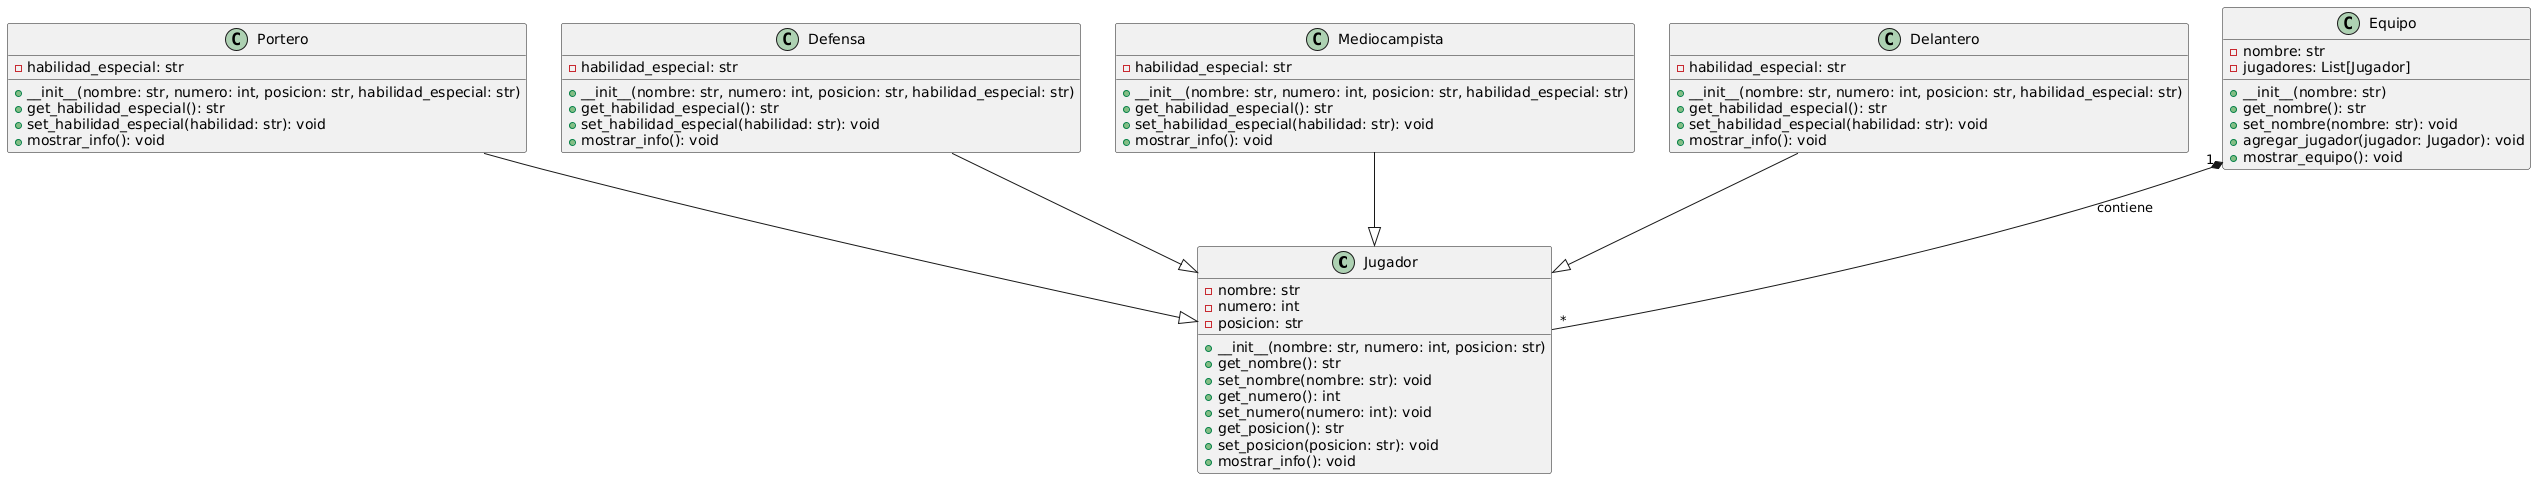 C Portero
habilidad_especial: str
__init__(nombre: str, numero: int, posicion: str, habilidad_especial: str)
get_habilidad_especial(): str
set_habilidad_especial(habilidad: str): void
mostrar_info(): void
C Defensa
habilidad_especial: str
__init__(nombre: str, numero: int, posicion: str, habilidad_especial: str)
get_habilidad_especial(): str
set_habilidad_especial(habilidad: str): void
mostrar_info(): void
C Mediocampista
habilidad_especial: str
__init__(nombre: str, numero: int, posicion: str, habilidad_especial: str)
get_habilidad_especial(): str
set_habilidad_especial(habilidad: str): void
mostrar_info(): void
C Delantero
habilidad_especial: str
__init__(nombre: str, numero: int, posicion: str, habilidad_especial: str)
get_habilidad_especial(): str
set_habilidad_especial(habilidad: str): void
mostrar_info(): void
C Equipo
nombre: str
jugadores: List[Jugador]
__init__(nombre: str)
get_nombre(): str
set_nombre(nombre: str): void
agregar_jugador(jugador: Jugador): void
mostrar_equipo(): void
1
contiene
*
C Jugador
nombre: str
numero: int
posicion: str
__init__(nombre: str, numero: int, posicion: str)
get_nombre(): str
set_nombre(nombre: str): void
get_numero(): int
set_numero(numero: int): void
get_posicion(): str
set_posicion(posicion: str): void
mostrar_info(): void